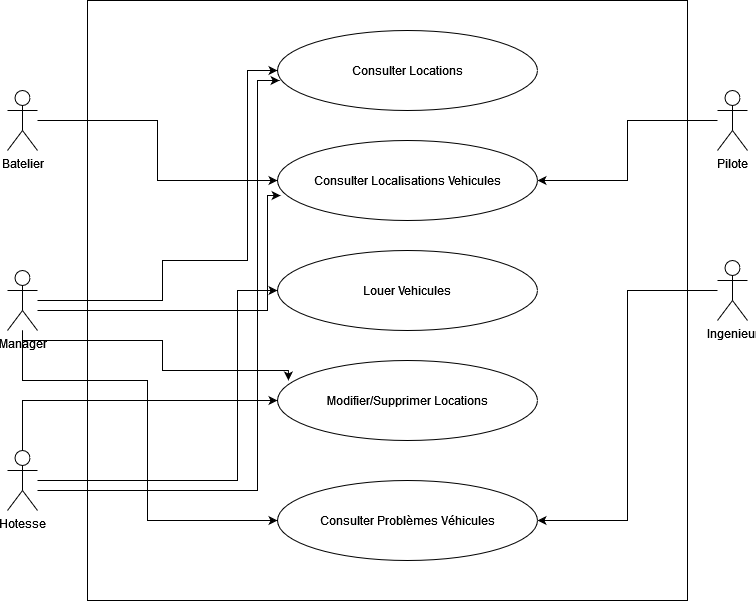 Consulter Locations
Batelier
Pilote
Consulter Localisations Vehicules
Louer Vehicules
Manager
Ingenieur
Modifier/Supprimer Locations
Hotesse
Consulter Problèmes Véhicules